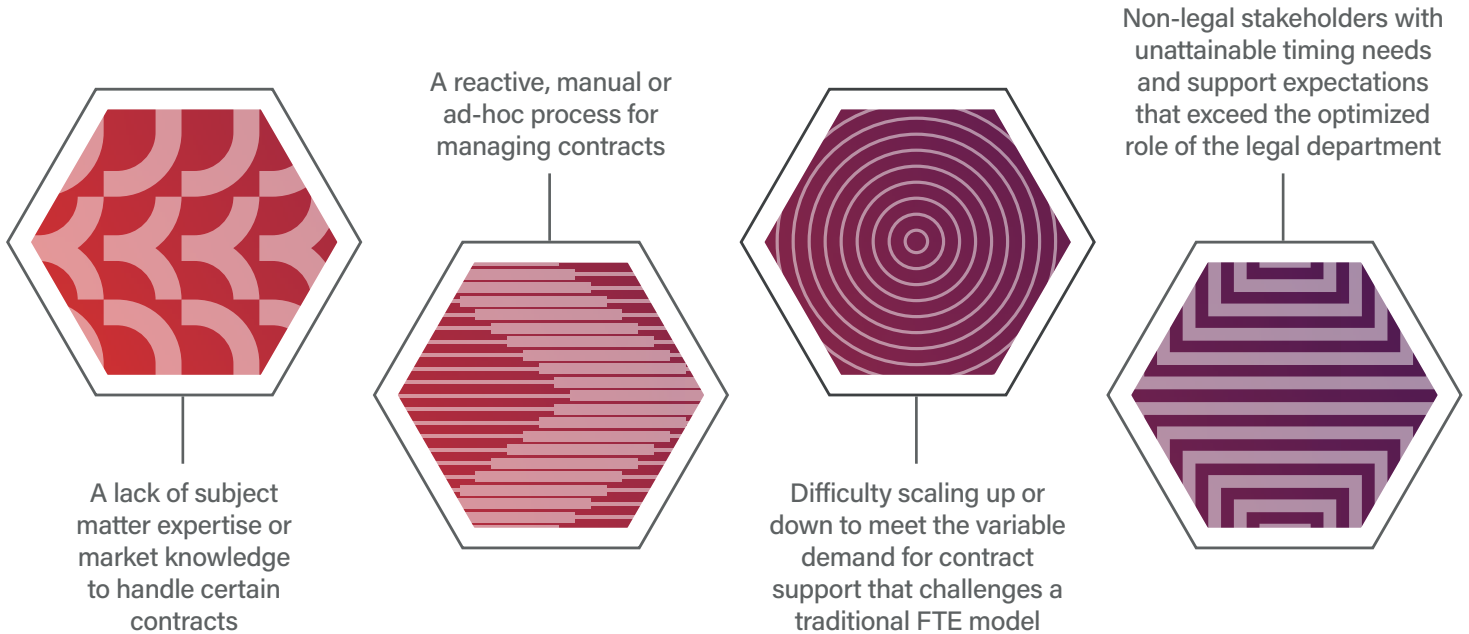 A lack of subject
matter expertise or
market knowledge
to handle certain
contracts
A reactive, manual or
ad-hoc process for
managing contracts
Difficulty scaling up or
down to meet the variable
demand for contract
support that challenges a
traditional FTE model
Non-legal stakeholders with
unattainable timing needs
and support expectations
that exceed the optimized
role of the legal department